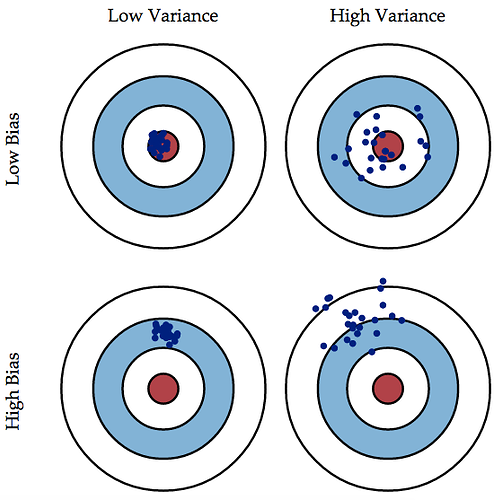 Low Variance
High Variance
Low Bias
High Bias